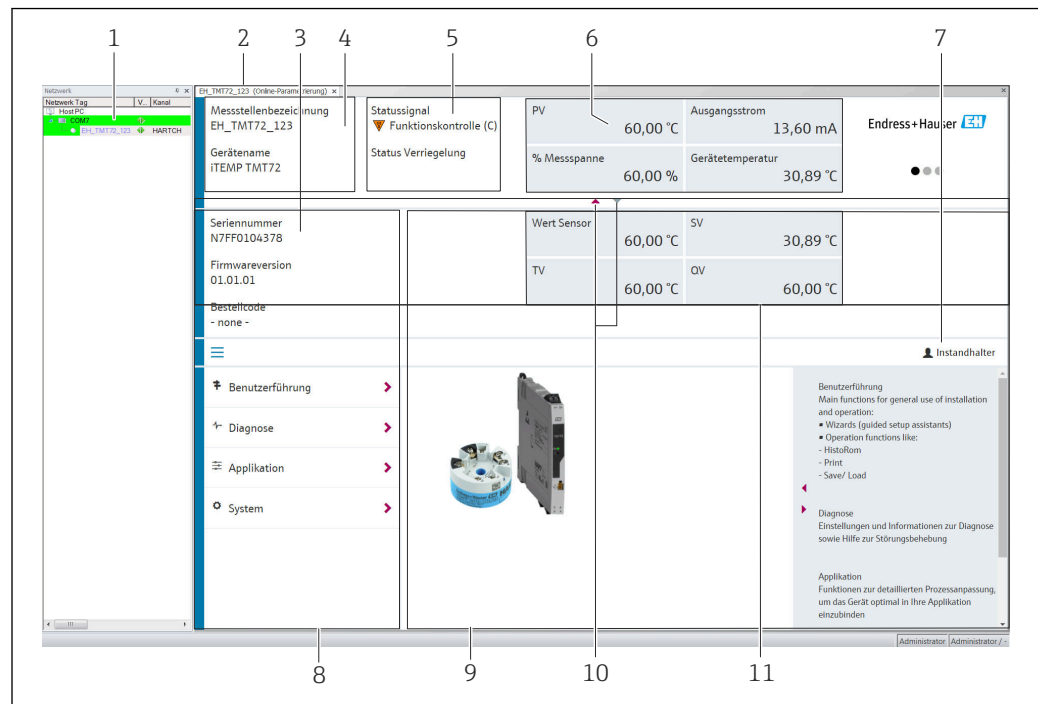 1 2 3 4 5 6 7
Netzwerk
Netzwerk Tag V... Kanal
Host PC
COM7
EH_TMT72_123 HARTCH
EH_TMT72_123 (Online-Parametrierung)
Messstellenbezeichnung
EH_TMT72_123
Gerätename
iTEMP TMT72
Statussignal
Funktionskontrolle (C)
Status Verriegelung
PV
60,00 °C
Ausgangsstrom
13,60 mA
% Messspanne
60,00 %
Gerätetemperatur
30,89 °C
Endress+Hauser EH
Seriennummer
N7FF0104378
Firmwareversion
01.01.01
Bestellcode
- none -
Wert Sensor
60,00 °C
SV
30,89 °C
TV
60,00 °C
QV
60,00 °C
Instandhalter
Benutzerführung
Diagnose
Applikation
System
Benutzerführung
Main functions for general use of installation
and operation:
▪ Wizards (guided setup assistants)
▪ Operation functions like:
- HistoRom
- Print
- Save/ Load
Diagnose
Einstellungen und Informationen zur Diagnose
sowie Hilfe zur Störungsbehebung
Applikation
Funktionen zur detaillierten Prozessanpassung,
um das Gerät optimal in Ihre Applikation
einzubinden
Administrator Administrator / -
8 9 10 11